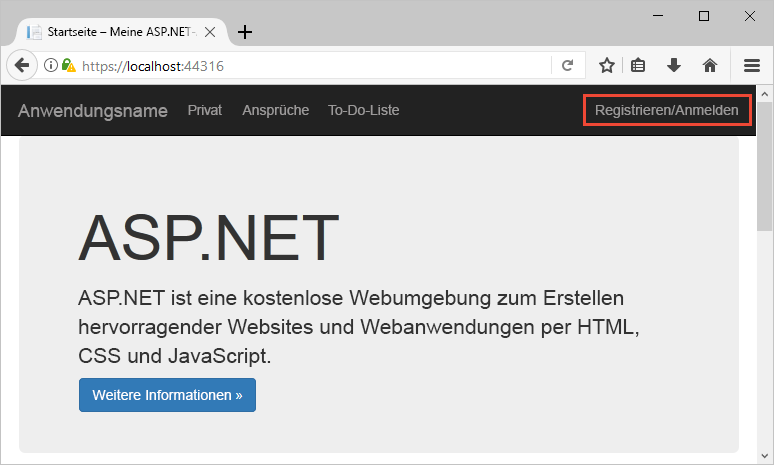 Startseite – Meine ASP.NET-
https://localhost:44316
Anwendungsname Privat Ansprüche To-Do-Liste Registrieren/Anmelden
ASP.NET
ASP.NET ist eine kostenlose Webumgebung zum Erstellen
hervorragender Websites und Webanwendungen per HTML,
CSS und JavaScript.
Weitere Informationen »